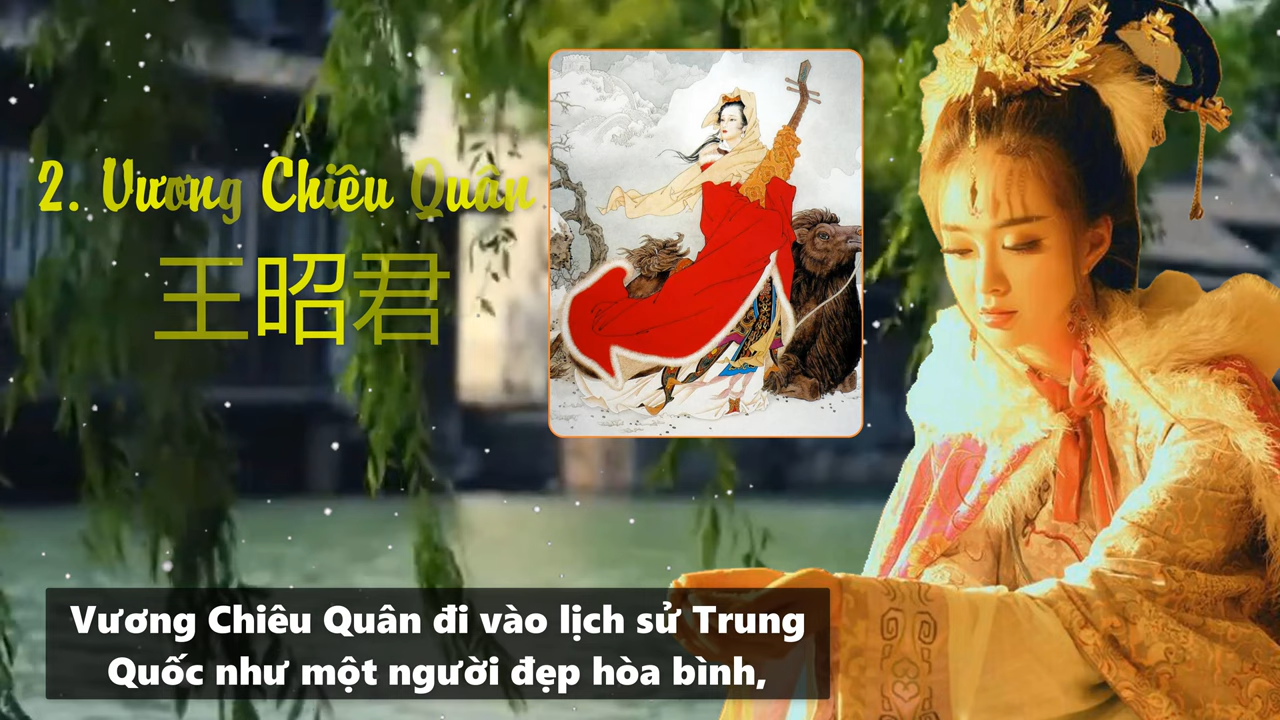 2. Vương Chiêu Quân
王昭君
Vương Chiêu Quân đi vào lịch sử Trung
Quốc như một người đẹp hòa bình,